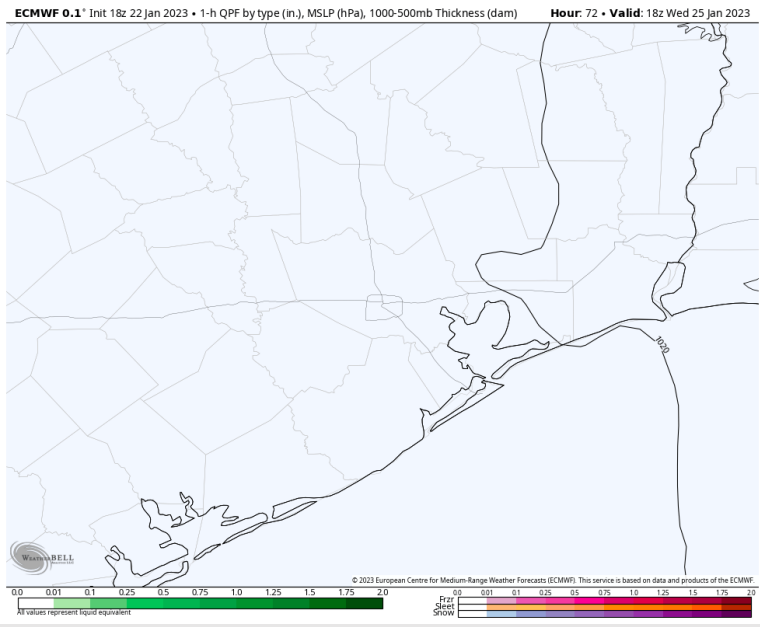 ECMWF 0.1° Init 18z 22 Jan 2023 • 1-h QPF by type (in.), MSLP (hPa), 1000-500mb Thickness (dam) Hour: 72 • Valid: 18z Wed 25 Jan 2023
1020
WEATHERBELL
© 2023 European Centre for Medium-Range Weather Forecasts (ECMWF). This service is based on data and products of the ECMWF.
0.0 0.01 0.1 0.25 0.5 0.75 1.0 1.25 1.5 1.75 2.0 0.0 0.01 0.1 0.25 0.5 0.75 1.0 1.25 1.5 1.75 2.0
Frzr
Sleet
Snow
All values represent liquid equivalent